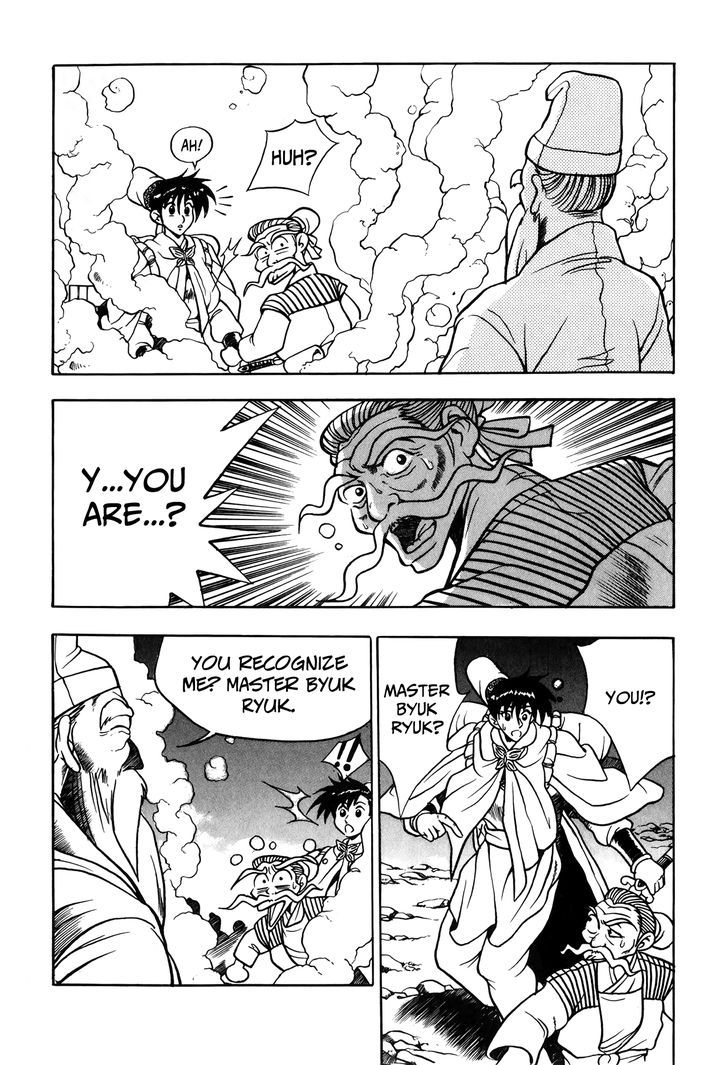 AH!
HUH?
Y...YOU
ARE...?
YOU RECOGNIZE
ME? MASTER BYUK
RYUK.
!!
YOU!?
MASTER
BYUK
RYUK?